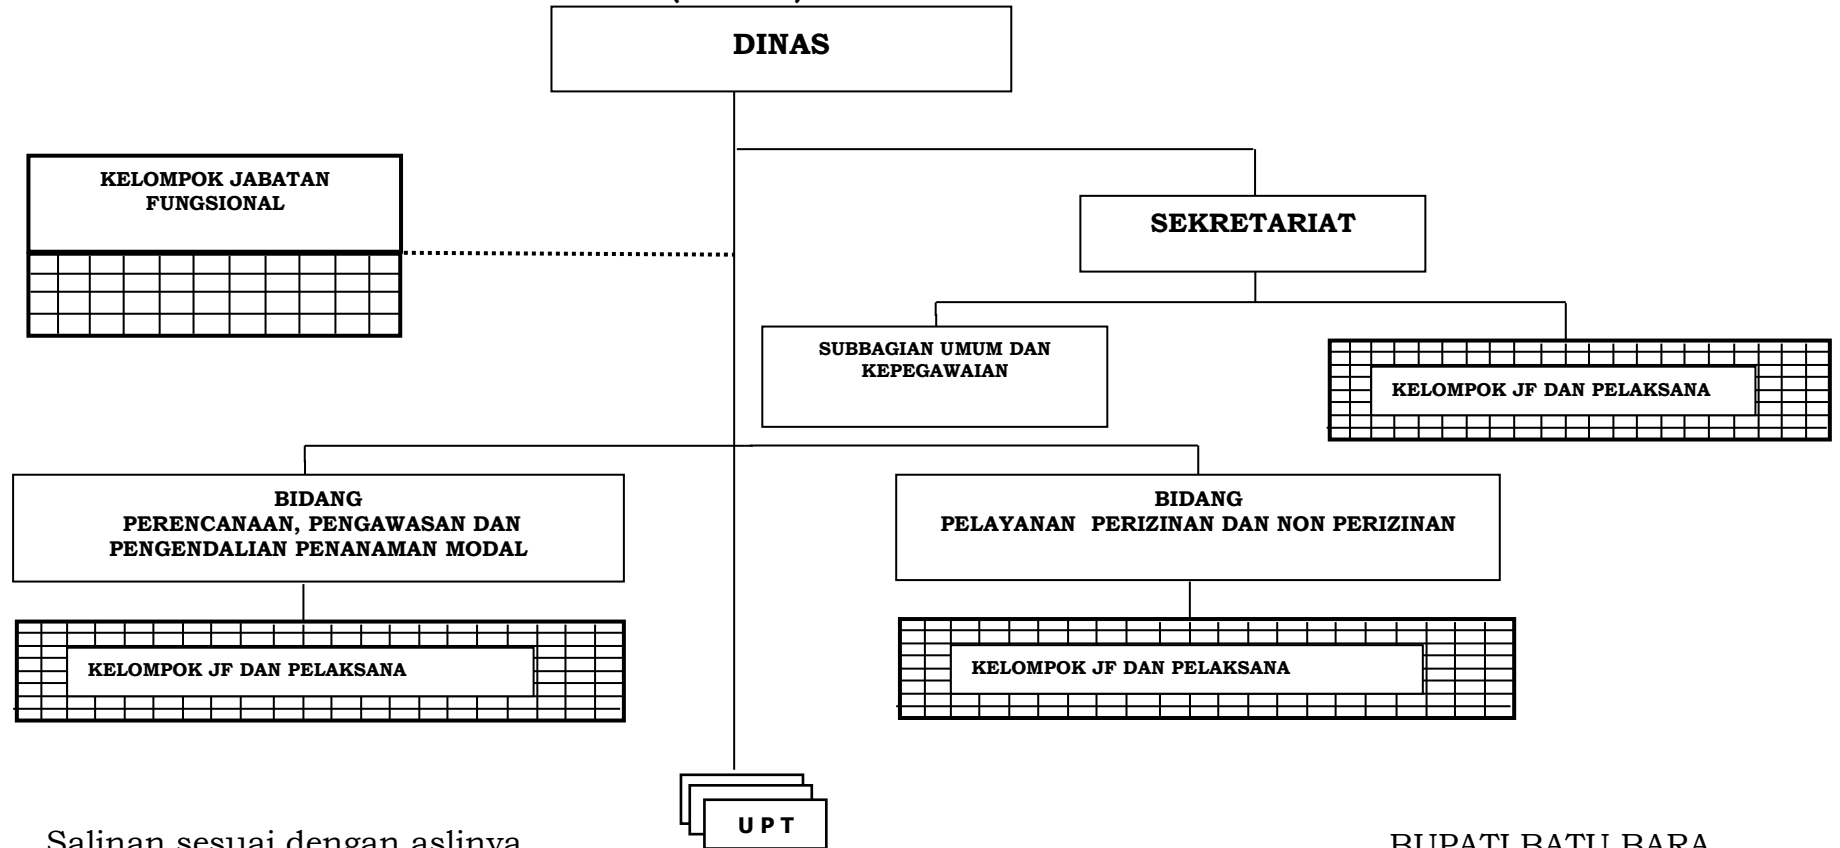 DINAS
KELOMPOK JABATAN
FUNGSIONAL
SEKRETARIAT
SUBBAGIAN UMUM DAN
KEPEGAWAIAN
KELOMPOK JF DAN PELAKSANA
BIDANG
PERENCANAAN, PENGAWASAN DAN
PENGENDALIAN PENANAMAN MODAL
BIDANG
PELAYANAN PERIZINAN DAN NON PERIZINAN
KELOMPOK JF DAN PELAKSANA
KELOMPOK JF DAN PELAKSANA
U P T
Salinan sesuai dengan aslinya
BUPATI BATU BARA